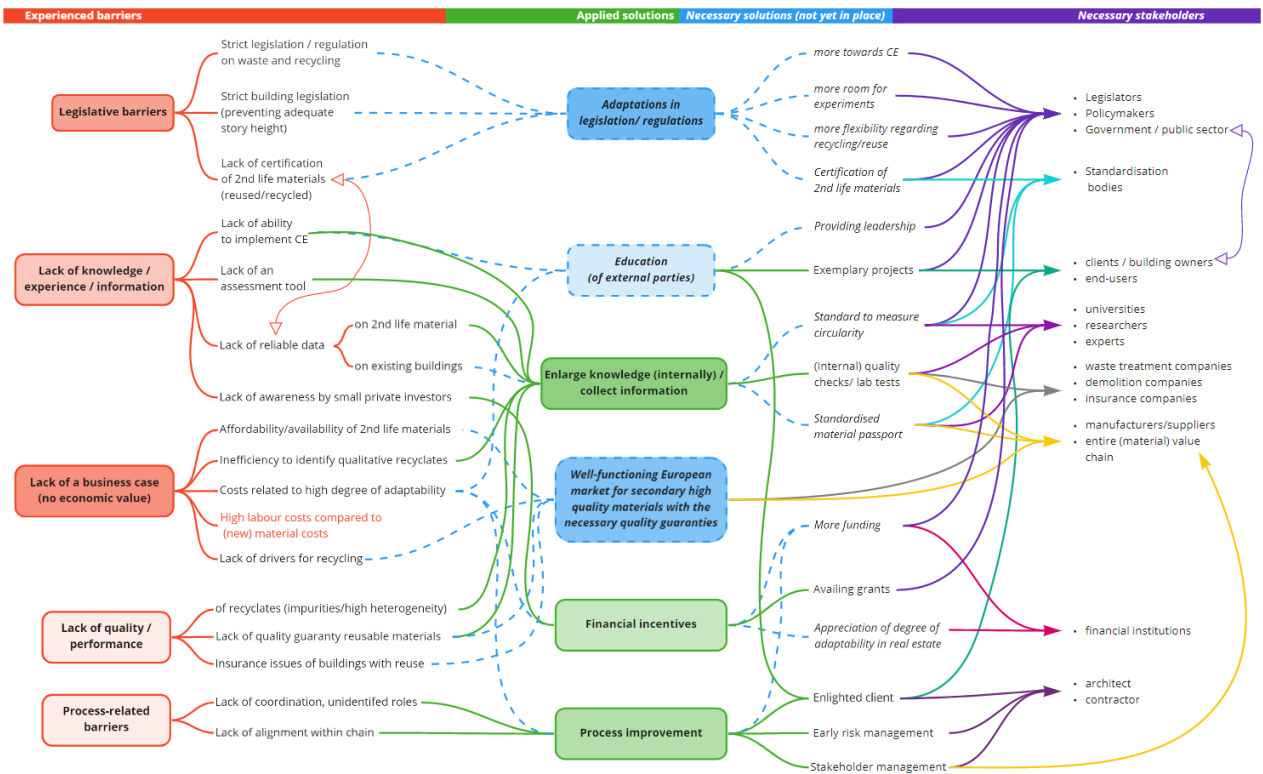 Experienced barriers
Applied solutions
Necessary solutions (not yet in place)
Necessary stakeholders
Legislative barriers
Strict legislation / regulation
on waste and recycling
Strict building legislation
(preventing adequate
story height)
Lack of certification
of 2nd life materials
(reused/recycled)
Lack of knowledge /
experience / information
Lack of ability
to implement CE
Lack of an
assessment tool
Lack of reliable data
on 2nd life material
on existing buildings
Lack of awareness by small private investors
Lack of a business case
(no economic value)
Affordability/availability of 2nd life materials
Inefficiency to identify qualitative recyclates
Costs related to high degree of adaptability
High labour costs compared to
(new) material costs
Lack of drivers for recycling
Lack of quality /
performance
of recyclates (impurities/high heterogeneity)
Lack of quality guaranty reusable materials
Insurance issues of buildings with reuse
Process-related
barriers
Lack of coordination, unidentifed roles
Lack of alignment within chain
Adaptations in
legislation/ regulations
Education
(of external parties)
Enlarge knowledge (internally) /
collect information
Well-functioning European
market for secondary high
quality materials with the
necessary quality guaranties
Financial incentives
Process improvement
more towards CE
more room for
experiments
more flexibility regarding
recycling/reuse
Certification of
2nd life materials
Providing leadership
Exemplary projects
Standard to measure
circularity
(Internal) quality
checks/ lab tests
Standardised
material passport
More funding
Availing grants
Appreciation of degree of
adaptability in real estate
Enlighted client
Early risk management
Stakeholder management
• Legislators
• Policymakers
• Government / public sector
• Standardisation
bodies
• clients / building owners
• end-users
• universities
• researchers
• experts
• waste treatment companies
• demolition companies
• insurance companies
• manufacturers/suppliers
• entire (material) value
chain
• financial institutions
• architect
• contractor